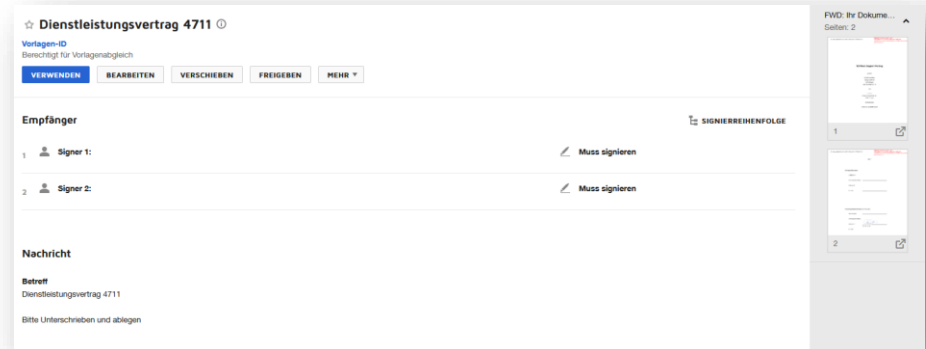 Dienstleistungsvertrag 4711
Vorlagen-ID
Berechtigt für Vorlagenabgleich
VERWENDEN
BEARBEITEN
VERSCHIEBEN
FREIGEBEN
MEHR
Empfänger
SIGNIERREIHENFOLGE
1 Signer 1: Muss signieren
2 Signer 2: Muss signieren
Nachricht
Betreff
Dienstleistungsvertrag 4711
Bitte Unterschrieben und ablegen
FWD: Ihr Dokume...
Seiten: 2
1
2